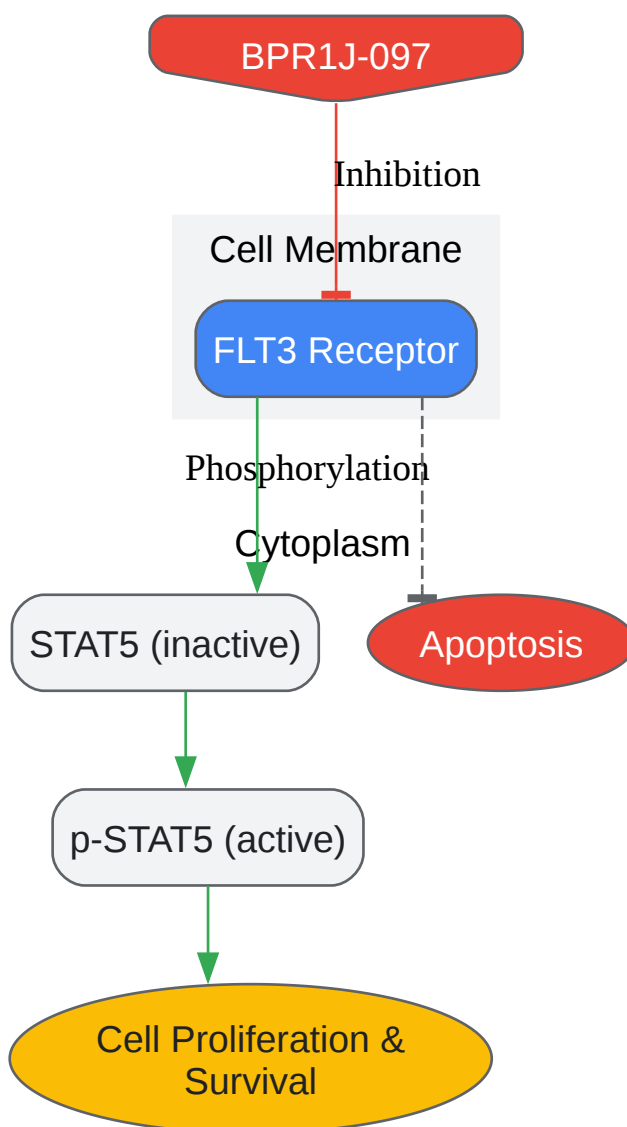 BPR1J-097
Inhibition
Cell Membrane
FLT3 Receptor
Phosphorylation
Cytoplasm
STAT5 (inactive)
Apoptosis
p-STAT5 (active)
Cell Proliferation &
Survival